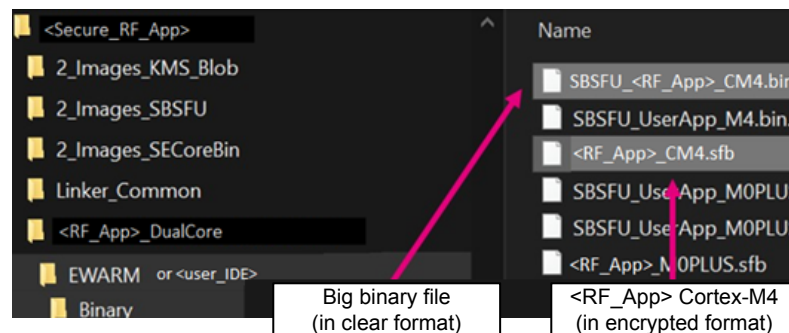 <Secure_RF_App>
2_Images_KMS_Blob
2_Images_SBSFU
2_Images_SECoreBin
Linker_Common
<RF_App>_DualCore
EWARM or <user_IDE>
Binary
Name
SBSFU_<RF_App>_CM4.bin
SBSFU_UserApp_M4.bin.
<RF_App>_CM4.sfb
SBSFU_UserApp_M0PLU
SBSFU_UserApp_M0PLU
<RF_App>_M0PLUS.sfb
Big binary file
(in clear format)
<RF_App> Cortex-M4
(in encrypted format)